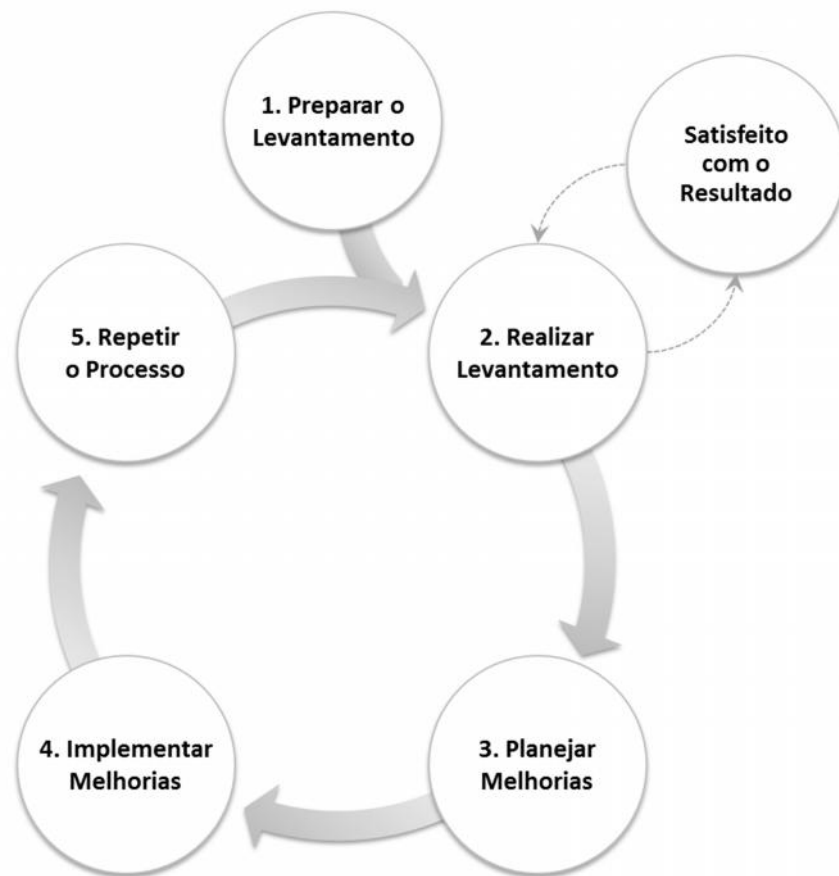 1. Preparar o
Levantamento
Satisfeito
com o
Resultado
5. Repetir
o Processo
2. Realizar
Levantamento
4. Implementar
Melhorias
3. Planejar
Melhorias